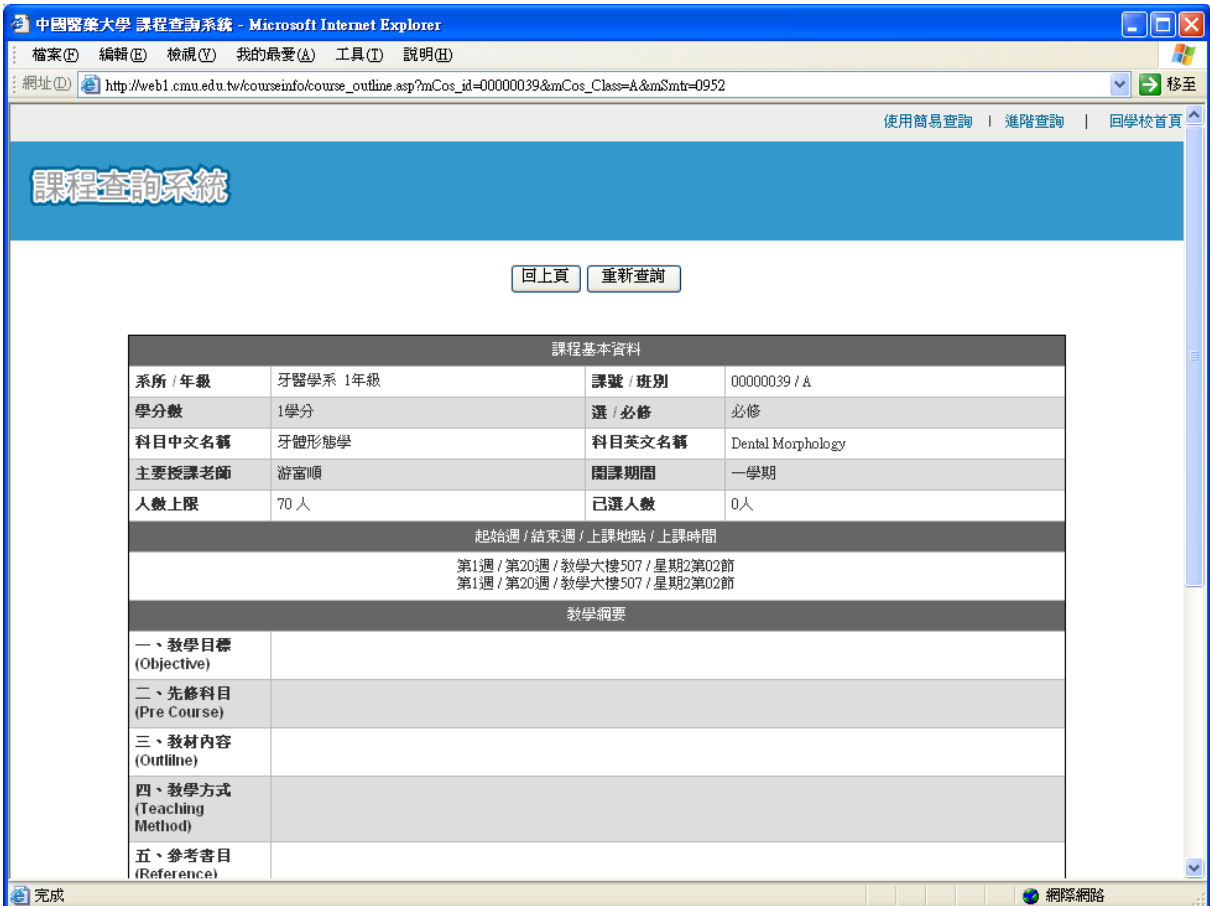 中國醫藥大學 課程查詢系統 - Microsoft Internet Explorer
檔案(F) 編輯(E) 檢視(V) 我的最愛(A) 工具(T) 說明(H)
網址(D) http://web1.cmu.edu.tw/courseinfo/course_outline.asp?mCos_id=00000039&mCos_Class=A&mSmtr=0952 移至
使用簡易查詢 | 進階查詢 | 回學校首頁
課程查詢系統
回上頁 重新查詢
課程基本資料
系所 / 年級 牙醫學系 1年級 課號 / 班別 00000039 / A
學分數 1學分 選 / 必修 必修
科目中文名稱 牙體形態學 科目英文名稱 Dental Morphology
主要授課老師 游富順 開課期間 一學期
人數上限 70 人 已選人數 0人
起始週 / 結束週 / 上課地點 / 上課時間
第1週 / 第20週 / 教學大樓507 / 星期2第02節
第1週 / 第20週 / 教學大樓507 / 星期2第02節
教學綱要
一、教學目標
(Objective)
二、先修科目
(Pre Course)
三、教材內容
(Outlilne)
四、教學方式
(Teaching
Method)
五、參考書目
(Reference)
完成 網際網路